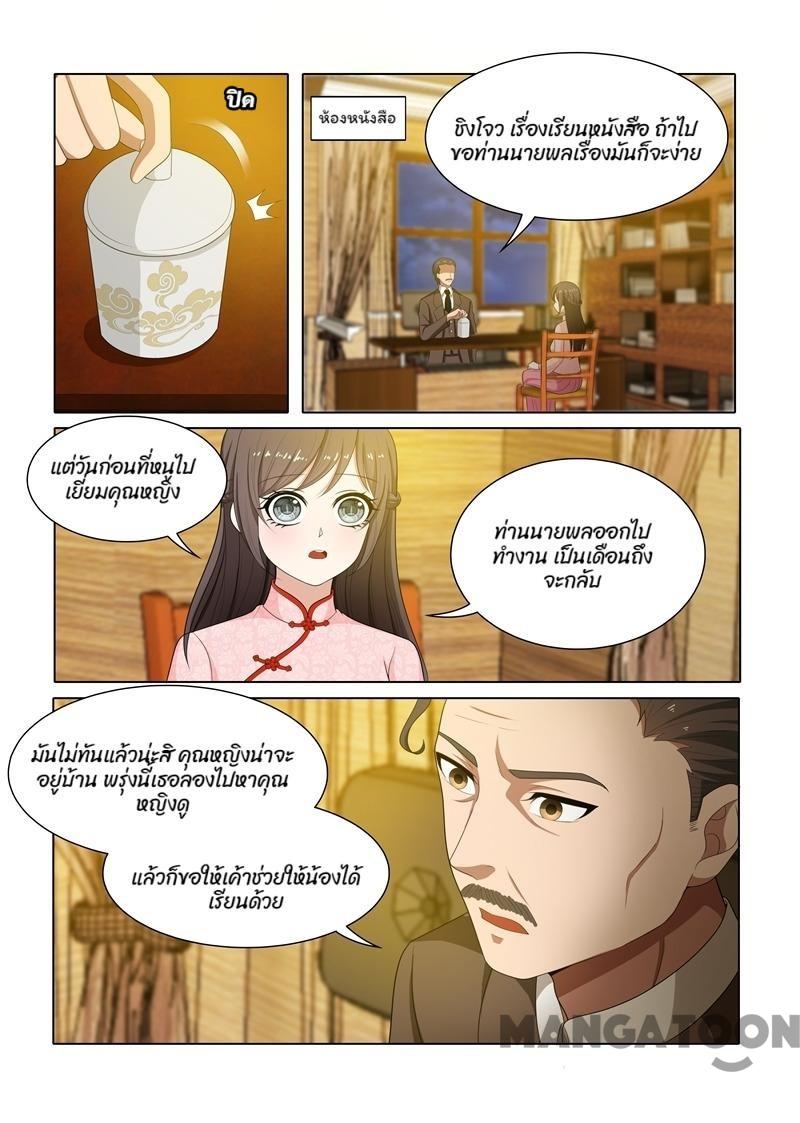 ปิด
ห้องหนังสือ
ชิงโจว เรื่องเรียนหนังสือ ถ้าไป
ขอท่านนายพลเรื่องมันก็จะง่าย
แต่วันก่อนที่หนูไป
เยี่ยมคุณหญิง
ท่านนายพลออกไป
ทำงาน เป็นเดือนถึง
จะกลับ
มันไม่ทันแล้วน่ะสิ คุณหญิงน่าจะ
อยู่บ้าน พรุ่งนี้เธอลองไปหาคุณ
หญิงดู
แล้วก็ขอให้เค้าช่วยให้น้องได้
เรียนด้วย
MANGATOON